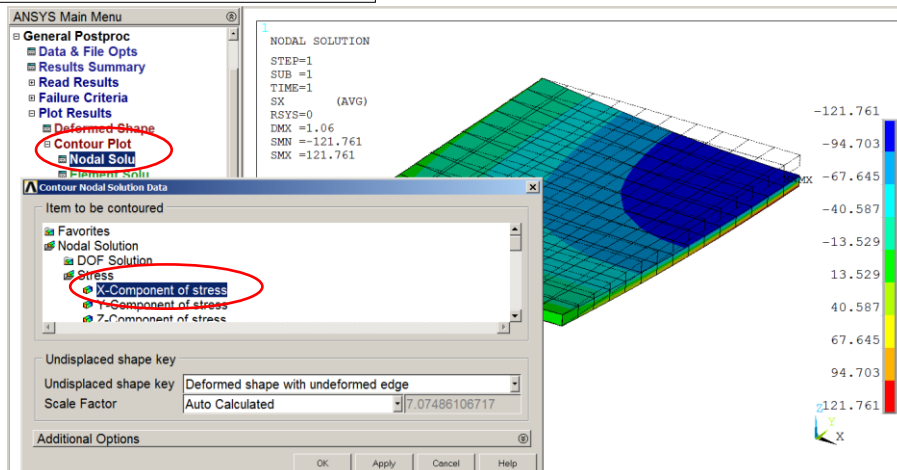 ANSYS Main Menu
General Postproc
Data & File Opts
Results Summary
Read Results
Failure Criteria
Plot Results
Deformed Shape
Contour Plot
Nodal Solu
Element Solu
1
NODAL SOLUTION
STEP=1
SUB =1
TIME=1
SX (AVG)
RSYS=0
DMX =1.06
SMN =-121.761
SMX =121.761
MX
-121.761
-94.703
-67.645
-40.587
-13.529
13.529
40.587
67.645
94.703
121.761
Z
Y
X
Contour Nodal Solution Data
Item to be contoured
Favorites
Nodal Solution
DOF Solution
Stress
X-Component of stress
Y-Component of stress
Z-Component of stress
Undisplaced shape key
Undisplaced shape key Deformed shape with undeformed edge
Scale Factor Auto Calculated 7.07486106717
Additional Options
OK Apply Cancel Help